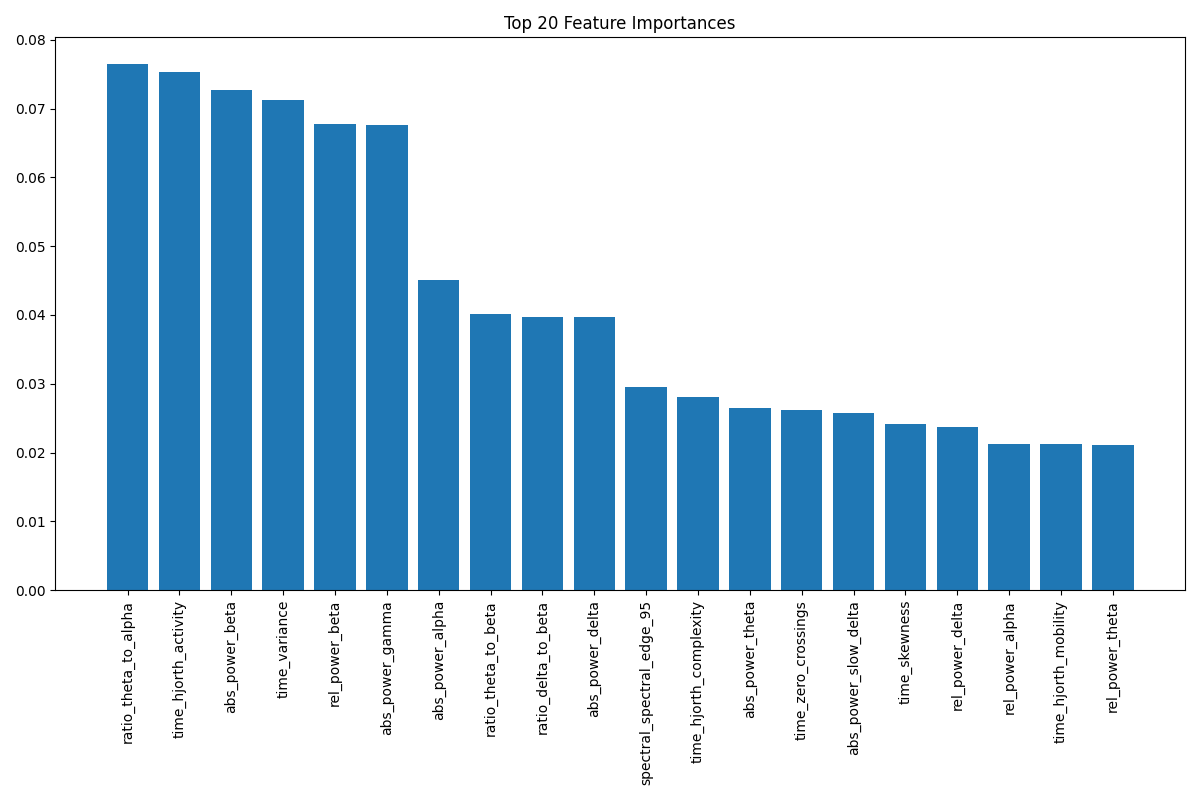 Top 20 Feature Importances
0.08
0.07
0.06
0.05
0.04
0.03
0.02
0.01
0.00
ratio_theta_to_alpha
time_hjorth_activity
abs_power_beta
time_variance
rel_power_beta
abs_power_gamma
abs_power_alpha
ratio_theta_to_beta
ratio_delta_to_beta
abs_power_delta
spectral_spectral_edge_95
time_hjorth_complexity
abs_power_theta
time_zero_crossings
abs_power_slow_delta
time_skewness
rel_power_delta
rel_power_alpha
time_hjorth_mobility
rel_power_theta